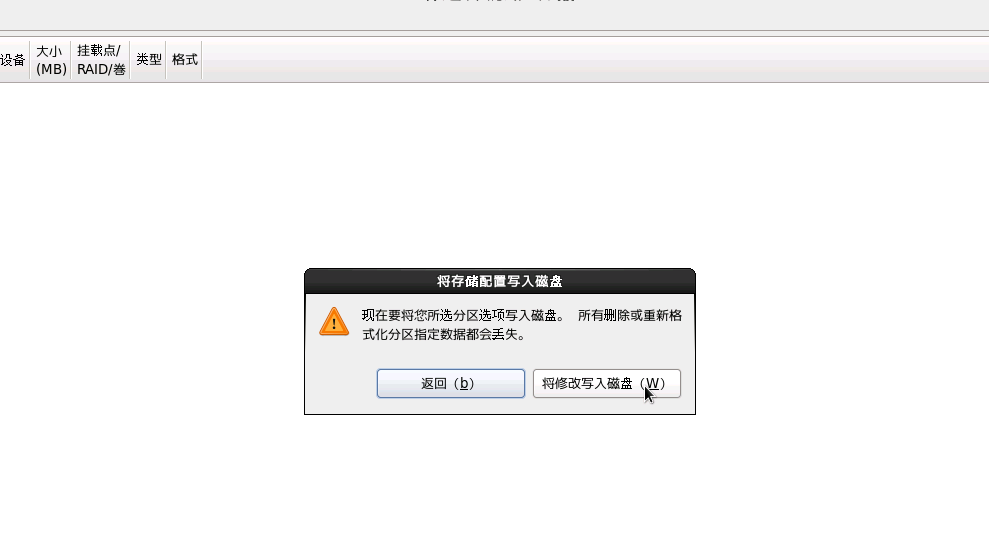 设备
大小
(MB)
挂载点/
RAID/巻
类型
格式
将存储配置写入磁盘
现在要将您所选分区选项写入磁盘。 所有删除或重新格
式化分区指定数据都会丢失。
返回（b）
将修改写入磁盘（W）